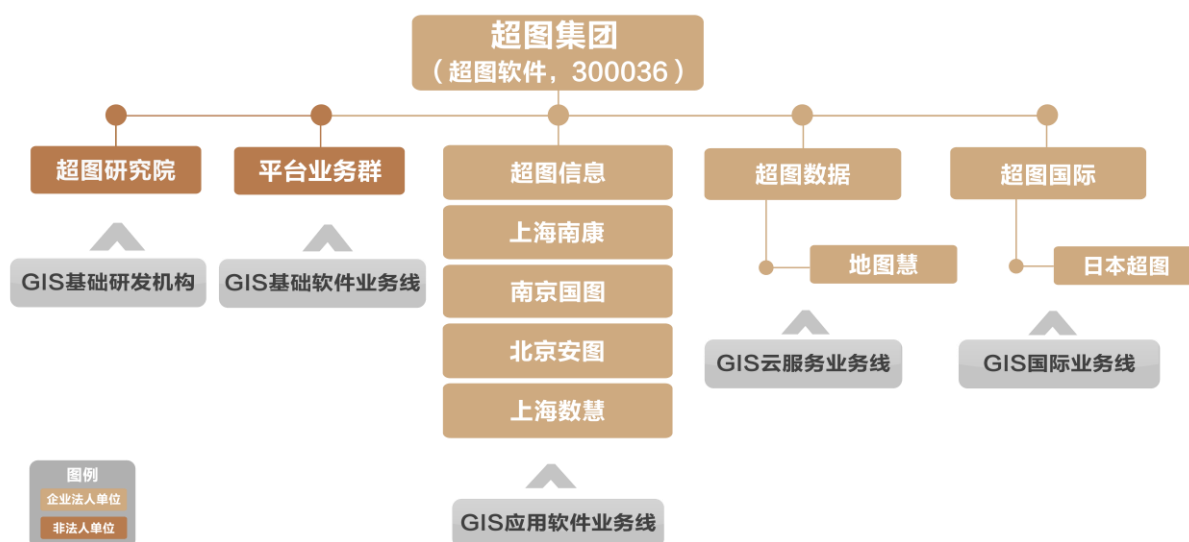 超图集团
（超图软件，300036）
超图研究院
平台业务群
超图信息
超图数据
超图国际
上海南康
地图慧
日本超图
GIS基础研发机构
GIS基础软件业务线
南京国图
北京安图
GIS云服务业务线
GIS国际业务线
上海数慧
图例
企业法人单位
非法人单位
GIS应用软件业务线